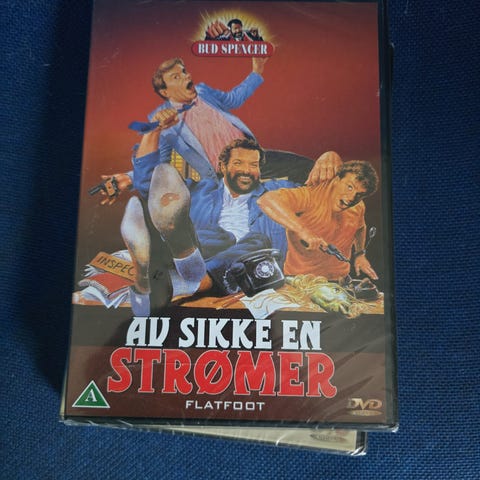 BUD SPENCER
INSPEC
AV SIKKE EN
STRØMER
FLATFOOT
A
DVD